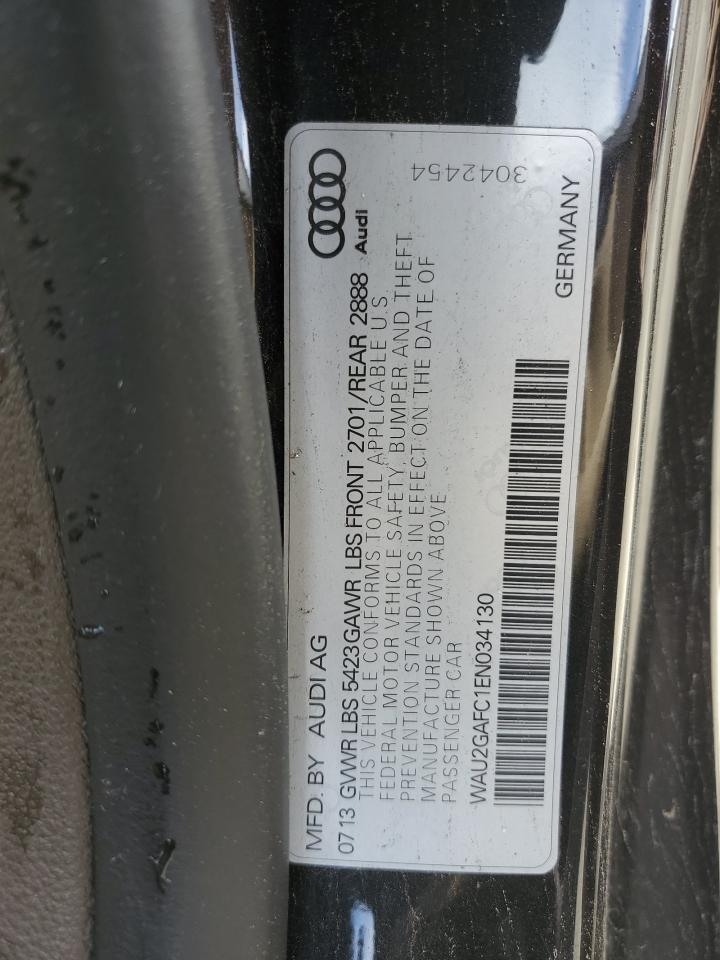 MFD. BY AUDI AG
Audi
0713 GVWR LBS 5423 GAWR LBS FRONT 2701/REAR 2888
THIS VEHICLE CONFORMS TO ALL APPLICABLE U.S.
FEDERAL MOTOR VEHICLE SAFETY, BUMPER AND THEFT
PREVENTION STANDARDS IN EFFECT ON THE DATE OF
MANUFACTURE SHOWN ABOVE
PASSENGER CAR
WAU2GAFC1EN034130
GERMANY
3042454